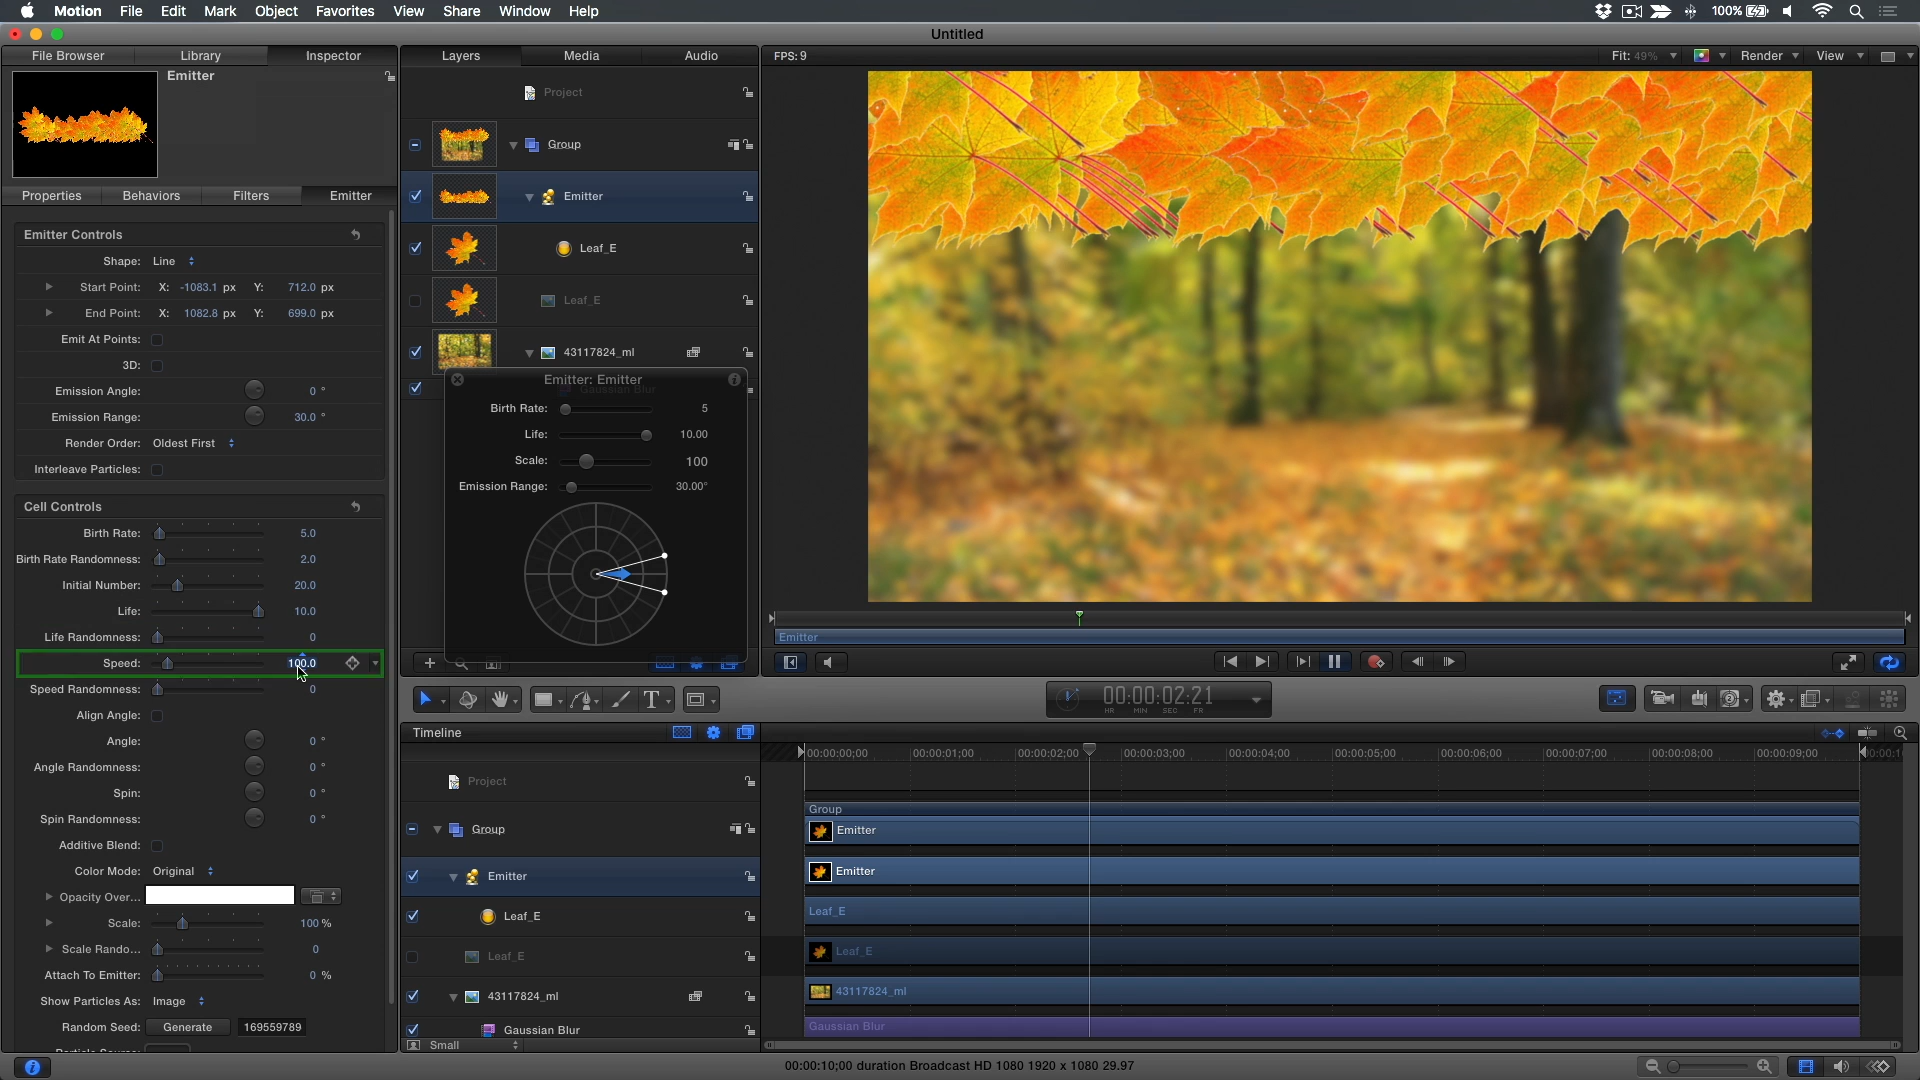 Motion File Edit Mark Object Favorites View Share Window Help 100%
Untitled
File Browser Library Inspector Layers Media Audio FPS: 9 Fit: 49% Render View
Emitter
Project
Group
Emitter
Properties Behaviors Filters Emitter
Leaf_E
Leaf_E
43117824_ml
Gaussian Blur
Emitter Controls
Shape: Line
Start Point: X: -1083.1 px Y: 712.0 px
End Point: X: 1082.8 px Y: 699.0 px
Emit At Points:
3D:
Emission Angle: 0 °
Emission Range: 30.0 °
Render Order: Oldest First
Interleave Particles:
Cell Controls
Birth Rate: 5.0
Birth Rate Randomness: 2.0
Initial Number: 20.0
Life: 10.0
Life Randomness: 0
Speed: 100.0
Speed Randomness: 0
Align Angle:
Angle: 0 °
Angle Randomness: 0 °
Spin: 0 °
Spin Randomness: 0 °
Additive Blend:
Color Mode: Original
Opacity Over...
Scale: 100 %
Scale Rando... 0
Attach To Emitter: 0 %
Show Particles As: Image
Random Seed: Generate 169559789
Emitter: Emitter
Birth Rate: 5
Life: 10.00
Scale: 100
Emission Range: 30.00°
Emitter
00:00:02:21
HR MIN SEC FR
Timeline
00:00:00;00 00:00:01;00 00:00:02;00 00:00:03;00 00:00:04;00 00:00:05;00 00:00:06;00 00:00:07;00 00:00:08;00 00:00:09;00
Project
Group
Group
Emitter
Emitter
Emitter
Leaf_E
Leaf_E
Leaf_E
Leaf_E
43117824_ml
43117824_ml
Gaussian Blur
Gaussian Blur
Small
00:00:10;00 duration Broadcast HD 1080 1920 x 1080 29.97